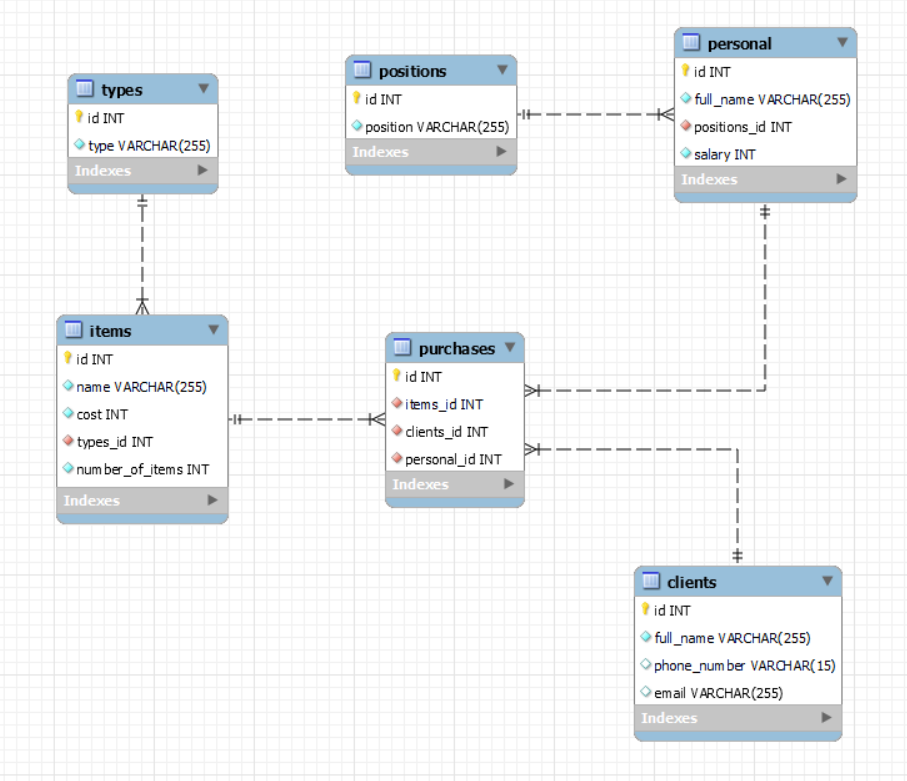 types
id INT
type VARCHAR(255)
Indexes
positions
id INT
position VARCHAR(255)
Indexes
personal
id INT
full_name VARCHAR(255)
positions_id INT
salary INT
Indexes
items
id INT
name VARCHAR(255)
cost INT
types_id INT
number_of_items INT
Indexes
purchases
id INT
items_id INT
clients_id INT
personal_id INT
Indexes
clients
id INT
full_name VARCHAR(255)
phone_number VARCHAR(15)
email VARCHAR(255)
Indexes